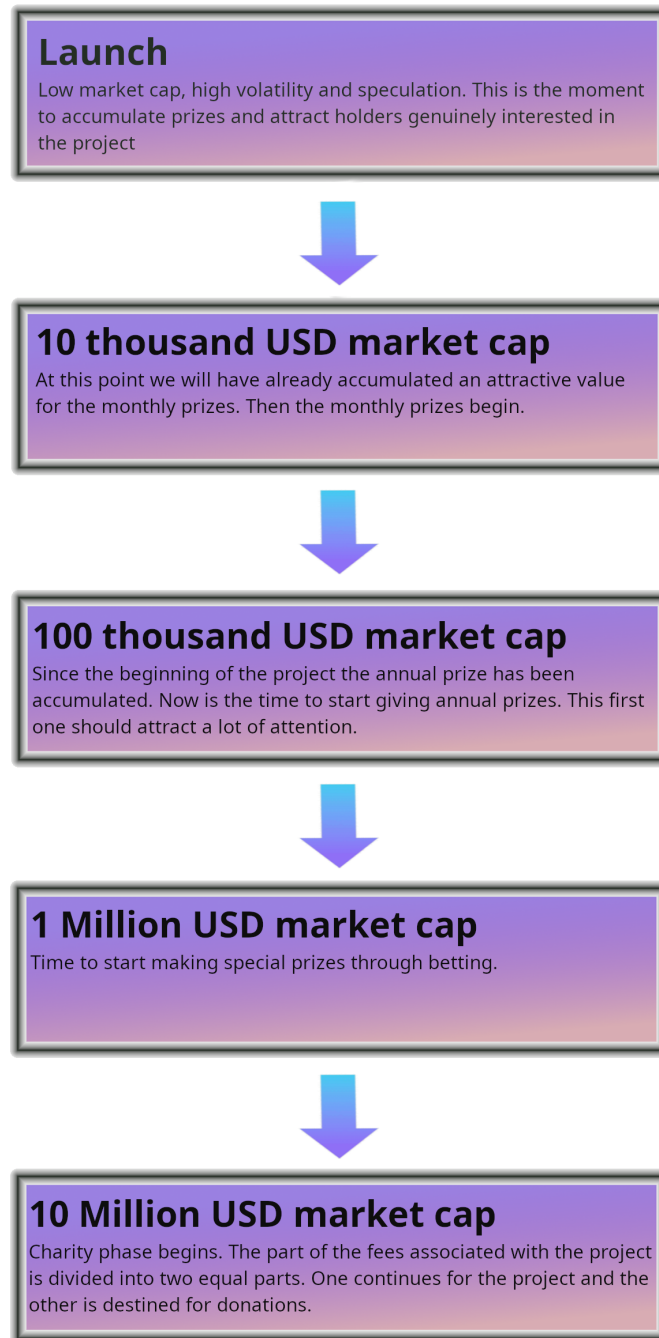 Launch
Low market cap, high volatility and speculation. This is the moment
to accumulate prizes and attract holders genuinely interested in
the project
10 thousand USD market cap
At this point we will have already accumulated an attractive value
for the monthly prizes. Then the monthly prizes begin.
100 thousand USD market cap
Since the beginning of the project the annual prize has been
accumulated. Now is the time to start giving annual prizes. This first
one should attract a lot of attention.
1 Million USD market cap
Time to start making special prizes through betting.
10 Million USD market cap
Charity phase begins. The part of the fees associated with the project
is divided into two equal parts. One continues for the project and the
other is destined for donations.